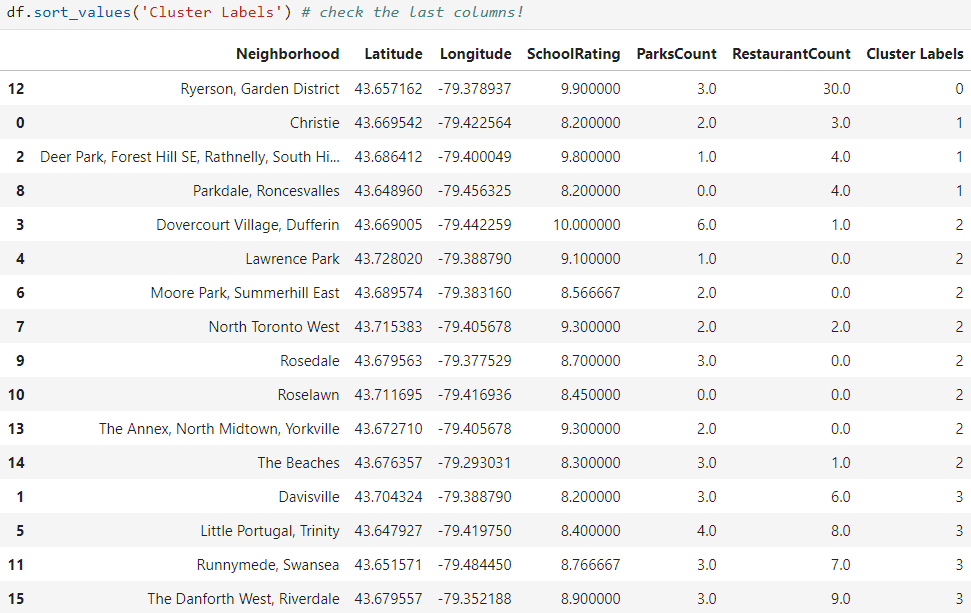 df.sort_values('Cluster Labels') # check the last columns!
Neighborhood Latitude Longitude SchoolRating ParksCount RestaurantCount Cluster Labels
12 Ryerson, Garden District 43.657162 -79.378937 9.900000 3.0 30.0 0
0 Christie 43.669542 -79.422564 8.200000 2.0 3.0 1
2 Deer Park, Forest Hill SE, Rathnelly, South Hi... 43.686412 -79.400049 9.800000 1.0 4.0 1
8 Parkdale, Roncesvalles 43.648960 -79.456325 8.200000 0.0 4.0 1
3 Dovercourt Village, Dufferin 43.669005 -79.442259 10.000000 6.0 1.0 2
4 Lawrence Park 43.728020 -79.388790 9.100000 1.0 0.0 2
6 Moore Park, Summerhill East 43.689574 -79.383160 8.566667 2.0 0.0 2
7 North Toronto West 43.715383 -79.405678 9.300000 2.0 2.0 2
9 Rosedale 43.679563 -79.377529 8.700000 3.0 0.0 2
10 Roselawn 43.711695 -79.416936 8.450000 0.0 0.0 2
13 The Annex, North Midtown, Yorkville 43.672710 -79.405678 9.300000 2.0 0.0 2
14 The Beaches 43.676357 -79.293031 8.300000 3.0 1.0 2
1 Davisville 43.704324 -79.388790 8.200000 3.0 6.0 3
5 Little Portugal, Trinity 43.647927 -79.419750 8.400000 4.0 8.0 3
11 Runnymede, Swansea 43.651571 -79.484450 8.766667 3.0 7.0 3
15 The Danforth West, Riverdale 43.679557 -79.352188 8.900000 3.0 9.0 3